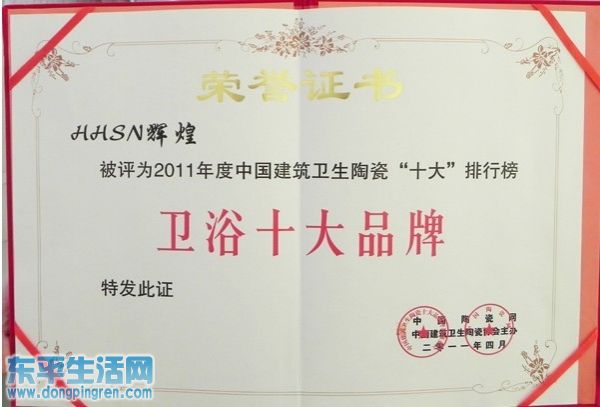 荣誉证书
HHSN辉煌
被评为2011年度中国建筑卫生陶瓷“十大”排行榜
卫浴十大品牌
特发此证
中国陶瓷网
中国建筑卫生陶瓷协会主办
二零一一年四月
东平生活网
www.dongpingren.com